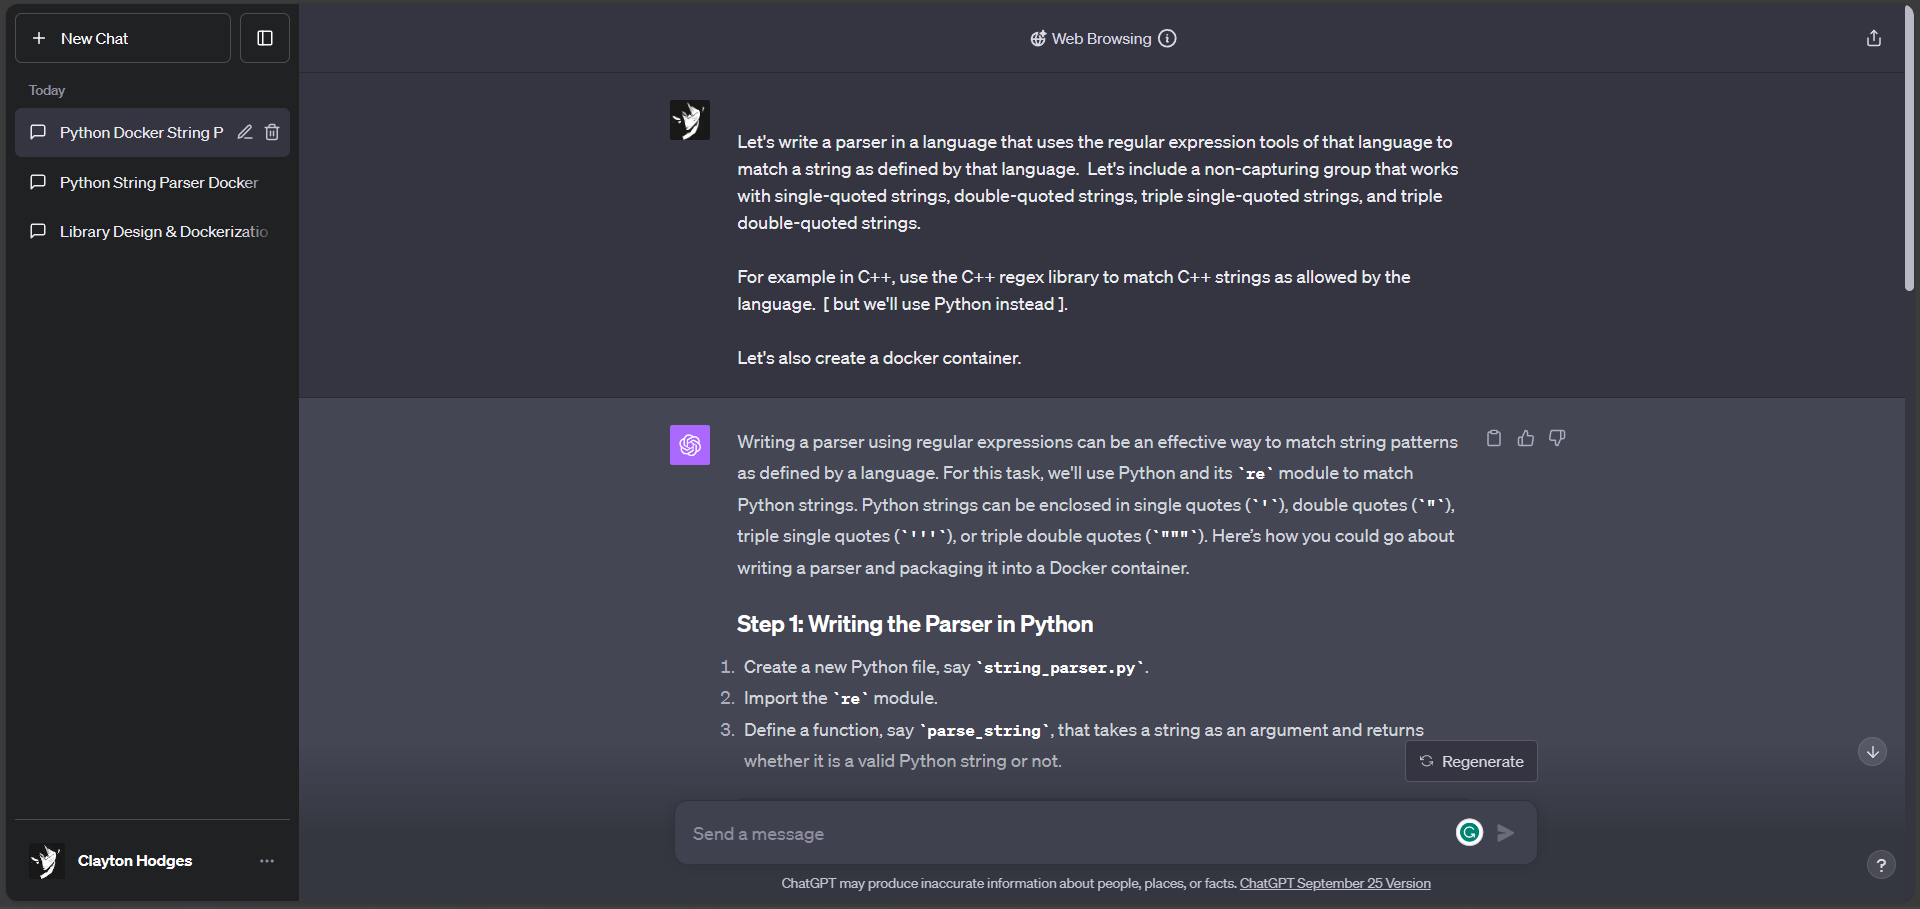 New Chat
Web Browsing
Today
Python Docker String P
Python String Parser Docker
Library Design & Dockerizatio
Let's write a parser in a language that uses the regular expression tools of that language to
match a string as defined by that language.  Let's include a non-capturing group that works
with single-quoted strings, double-quoted strings, triple single-quoted strings, and triple
double-quoted strings.
For example in C++, use the C++ regex library to match C++ strings as allowed by the
language.  [ but we'll use Python instead ].
Let's also create a docker container.
Writing a parser using regular expressions can be an effective way to match string patterns
as defined by a language. For this task, we'll use Python and its `re` module to match
Python strings. Python strings can be enclosed in single quotes (`'`), double quotes (`"`),
triple single quotes (`'''`), or triple double quotes (`"""`). Here's how you could go about
writing a parser and packaging it into a Docker container.
Step 1: Writing the Parser in Python
1. Create a new Python file, say `string_parser.py`.
2. Import the `re` module.
3. Define a function, say `parse_string`, that takes a string as an argument and returns
whether it is a valid Python string or not.
Regenerate
Send a message
Clayton Hodges
ChatGPT may produce inaccurate information about people, places, or facts. ChatGPT September 25 Version
?